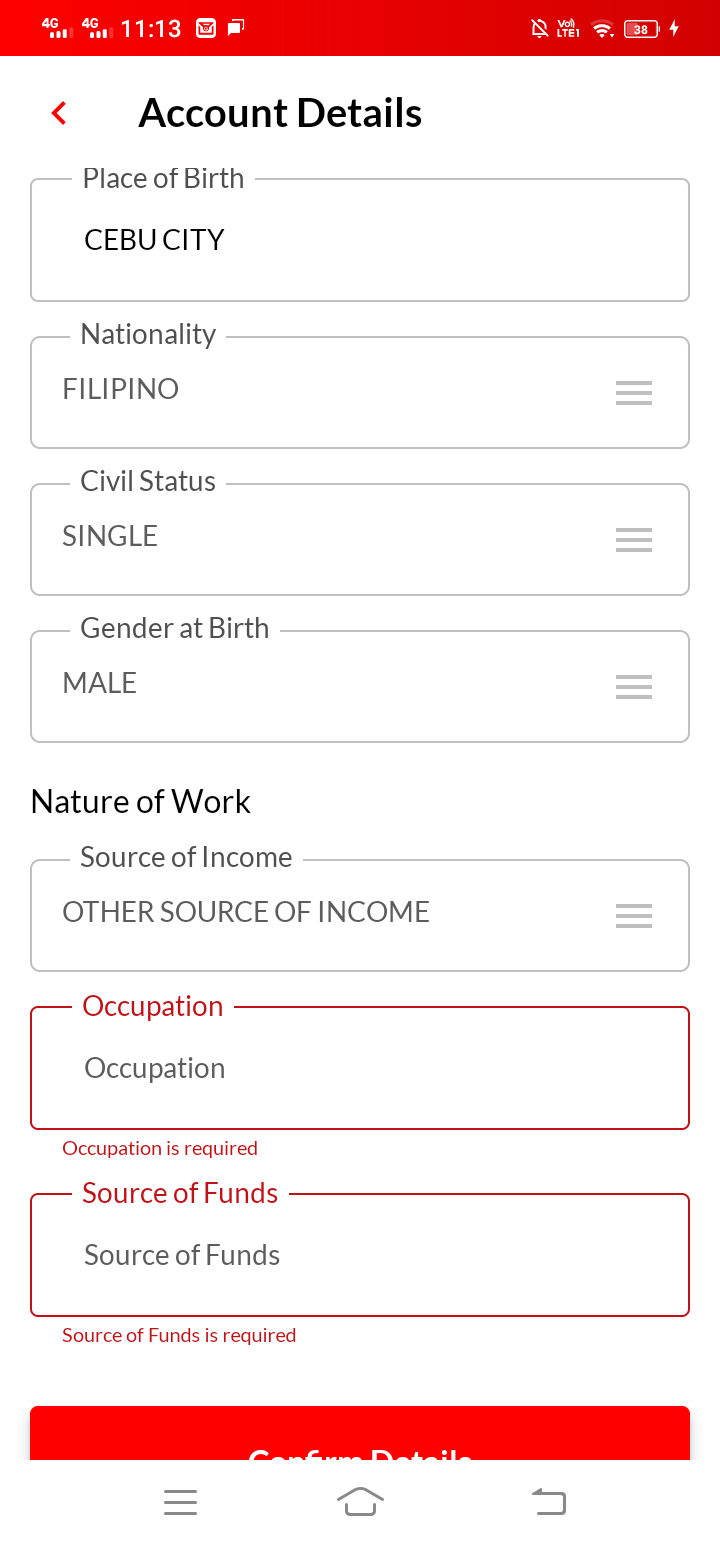 4G 4G 11:13 Vo) LTE1 38
Account Details
Place of Birth
CEBU CITY
Nationality
FILIPINO
Civil Status
SINGLE
Gender at Birth
MALE
Nature of Work
Source of Income
OTHER SOURCE OF INCOME
Occupation
Occupation
Occupation is required
Source of Funds
Source of Funds
Source of Funds is required
Confirm Details